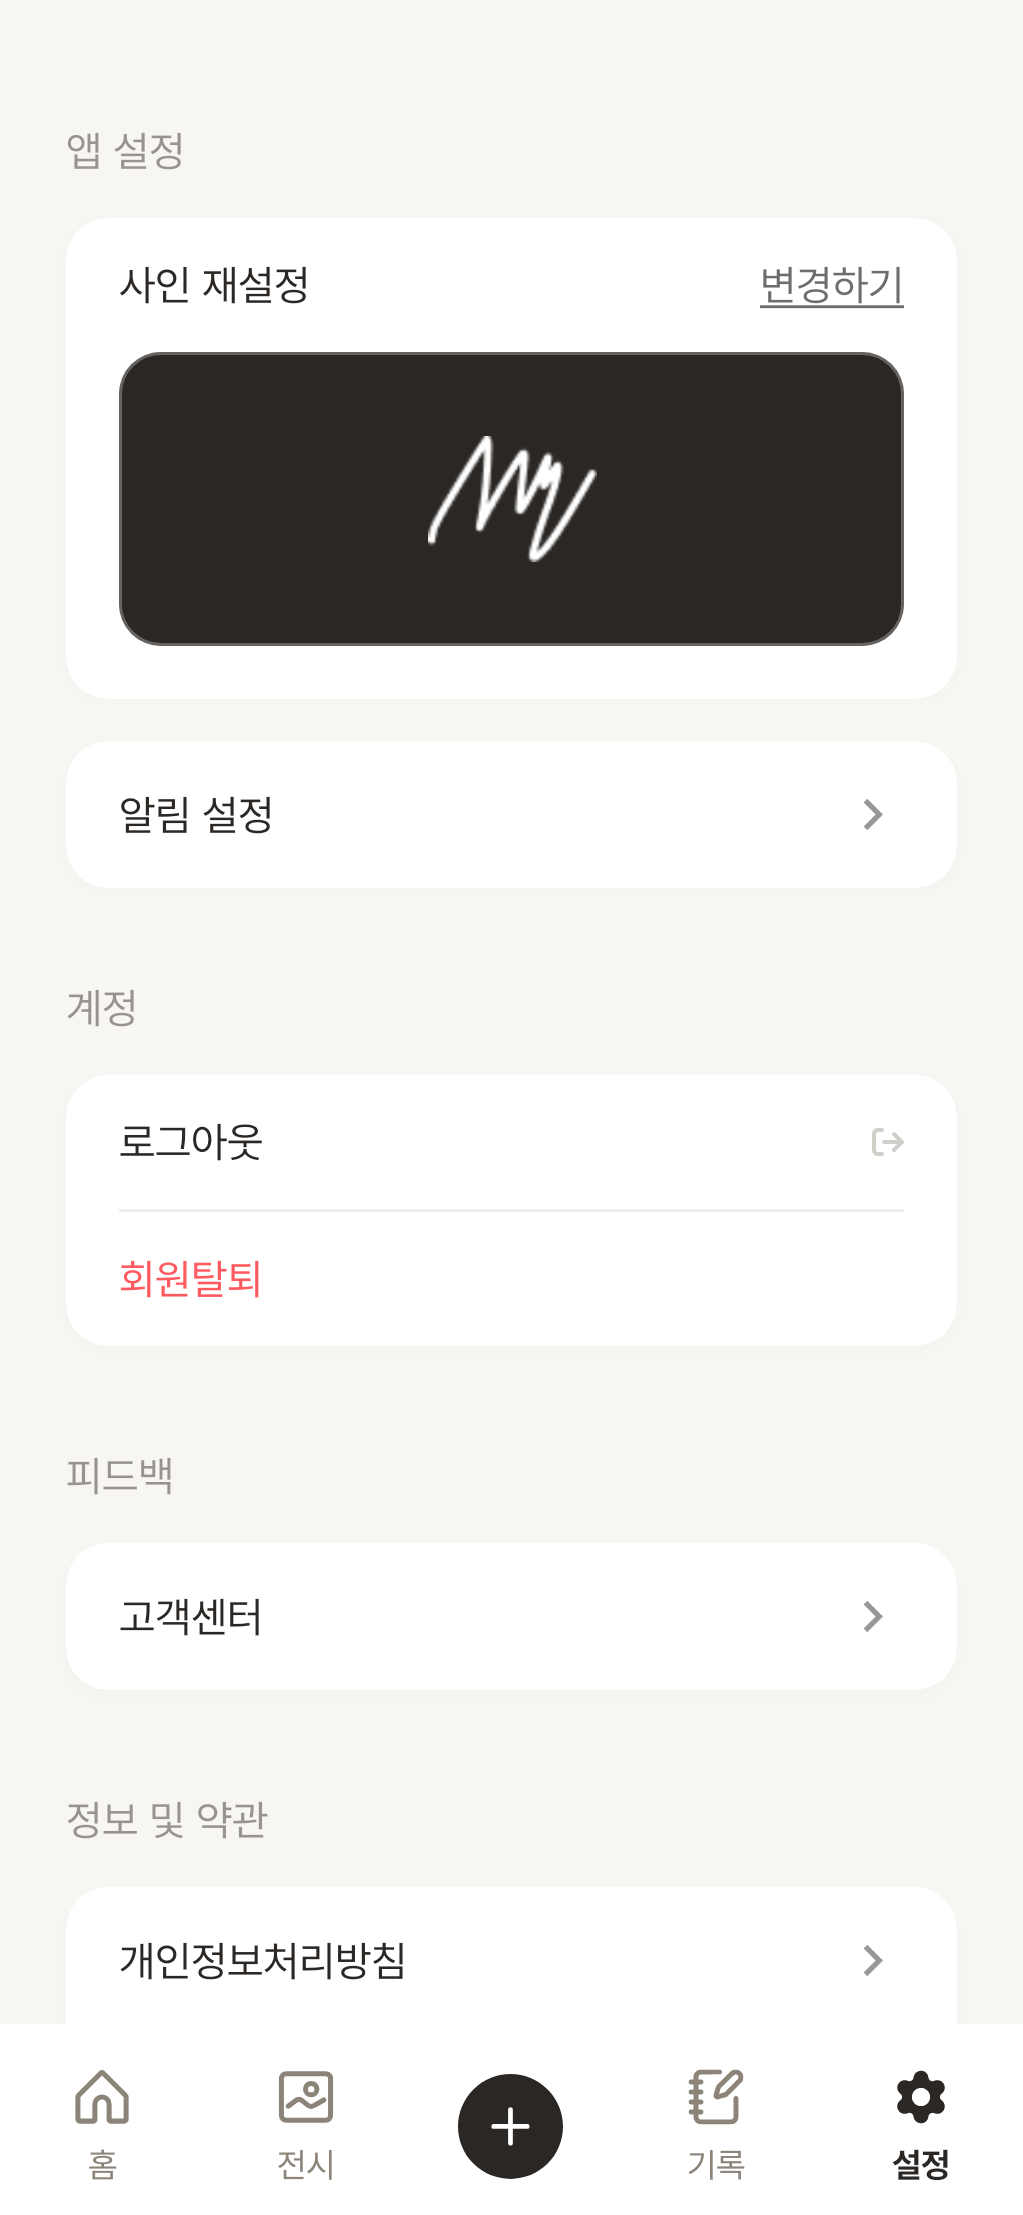 앱 설정
사인 재설정 변경하기
알림 설정
계정
로그아웃
회원탈퇴
피드백
고객센터
정보 및 약관
개인정보처리방침
홈 전시 기록 설정